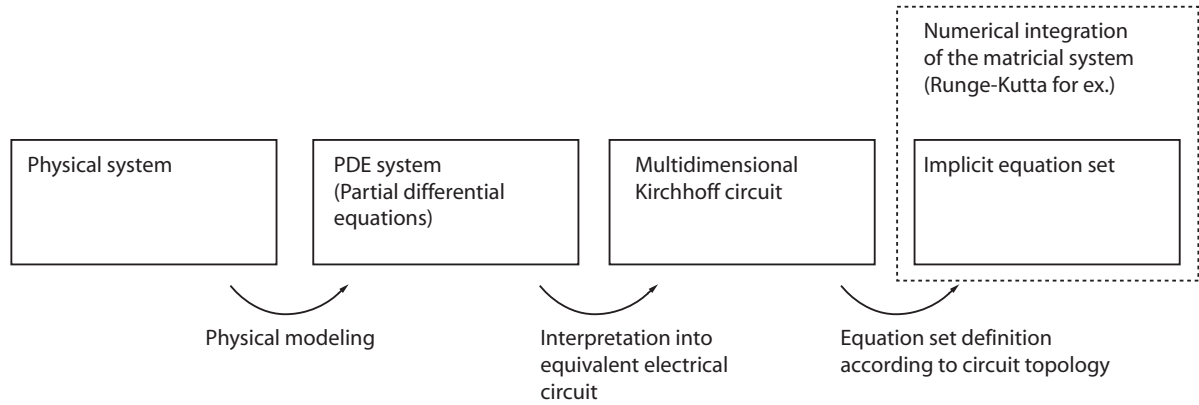 Numerical integration
of the matricial system
(Runge-Kutta for ex.)
Physical system
PDE system
(Partial differential
equations)
Multidimensional
Kirchhoff circuit
Implicit equation set
Physical modeling
Interpretation into
equivalent electrical
circuit
Equation set definition
according to circuit topology